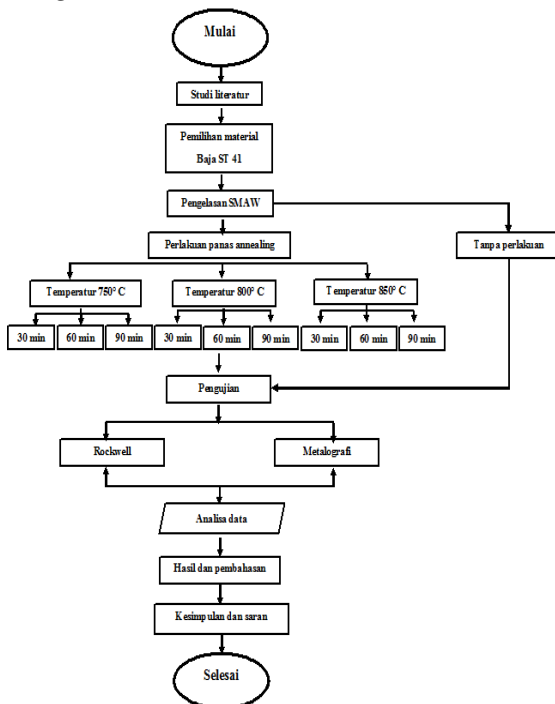 Mulai
Studi literatur
Pemilihan material
Baja ST 41
Pengelasan SMAW
Perlakuan panas annealing
Tanpa perlakuan
Temperatur 750° C
Temperatur 800° C
Temperatur 850° C
30 min
60 min
90 min
30 min
60 min
90 min
30 min
60 min
90 min
Pengujian
Rockwell
Metalografi
Analisa data
Hasil dan pembahasan
Kesimpulan dan saran
Selesai